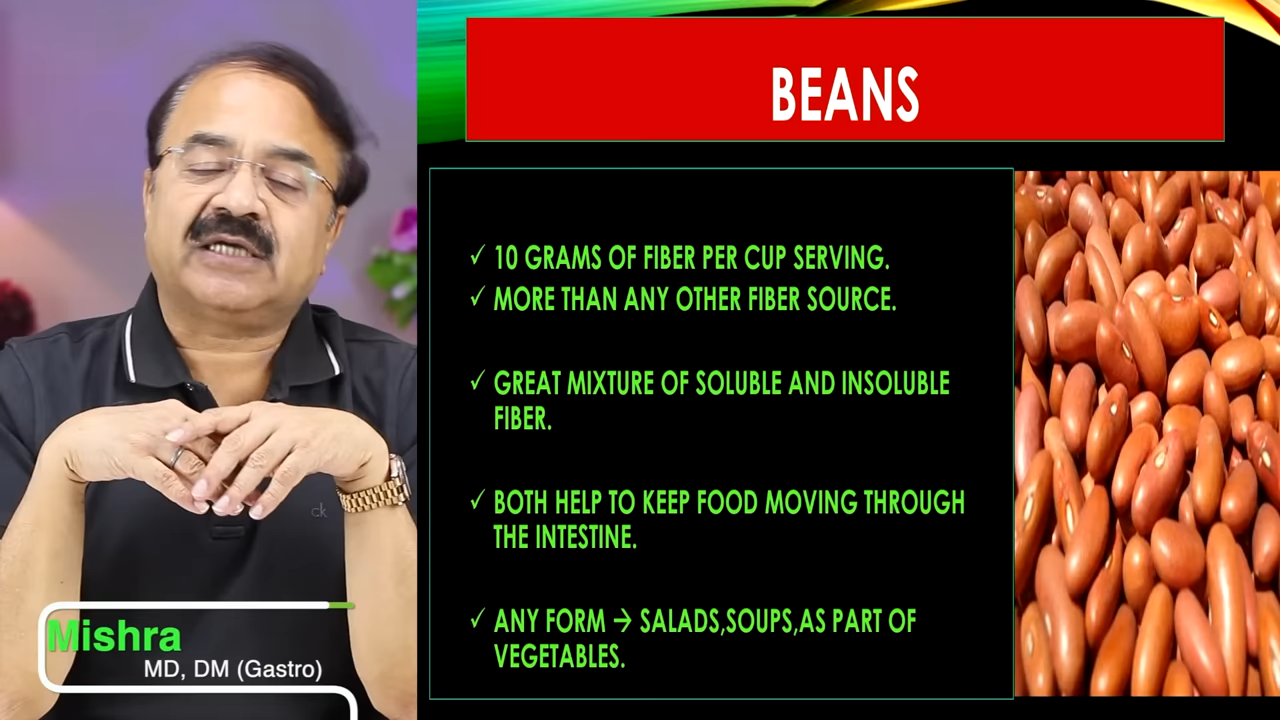 BEANS
✓ 10 GRAMS OF FIBER PER CUP SERVING.
✓ MORE THAN ANY OTHER FIBER SOURCE.
✓ GREAT MIXTURE OF SOLUBLE AND INSOLUBLE
FIBER.
✓ BOTH HELP TO KEEP FOOD MOVING THROUGH
THE INTESTINE.
✓ ANY FORM → SALADS,SOUPS,AS PART OF
VEGETABLES.
ck
Mishra
MD, DM (Gastro)